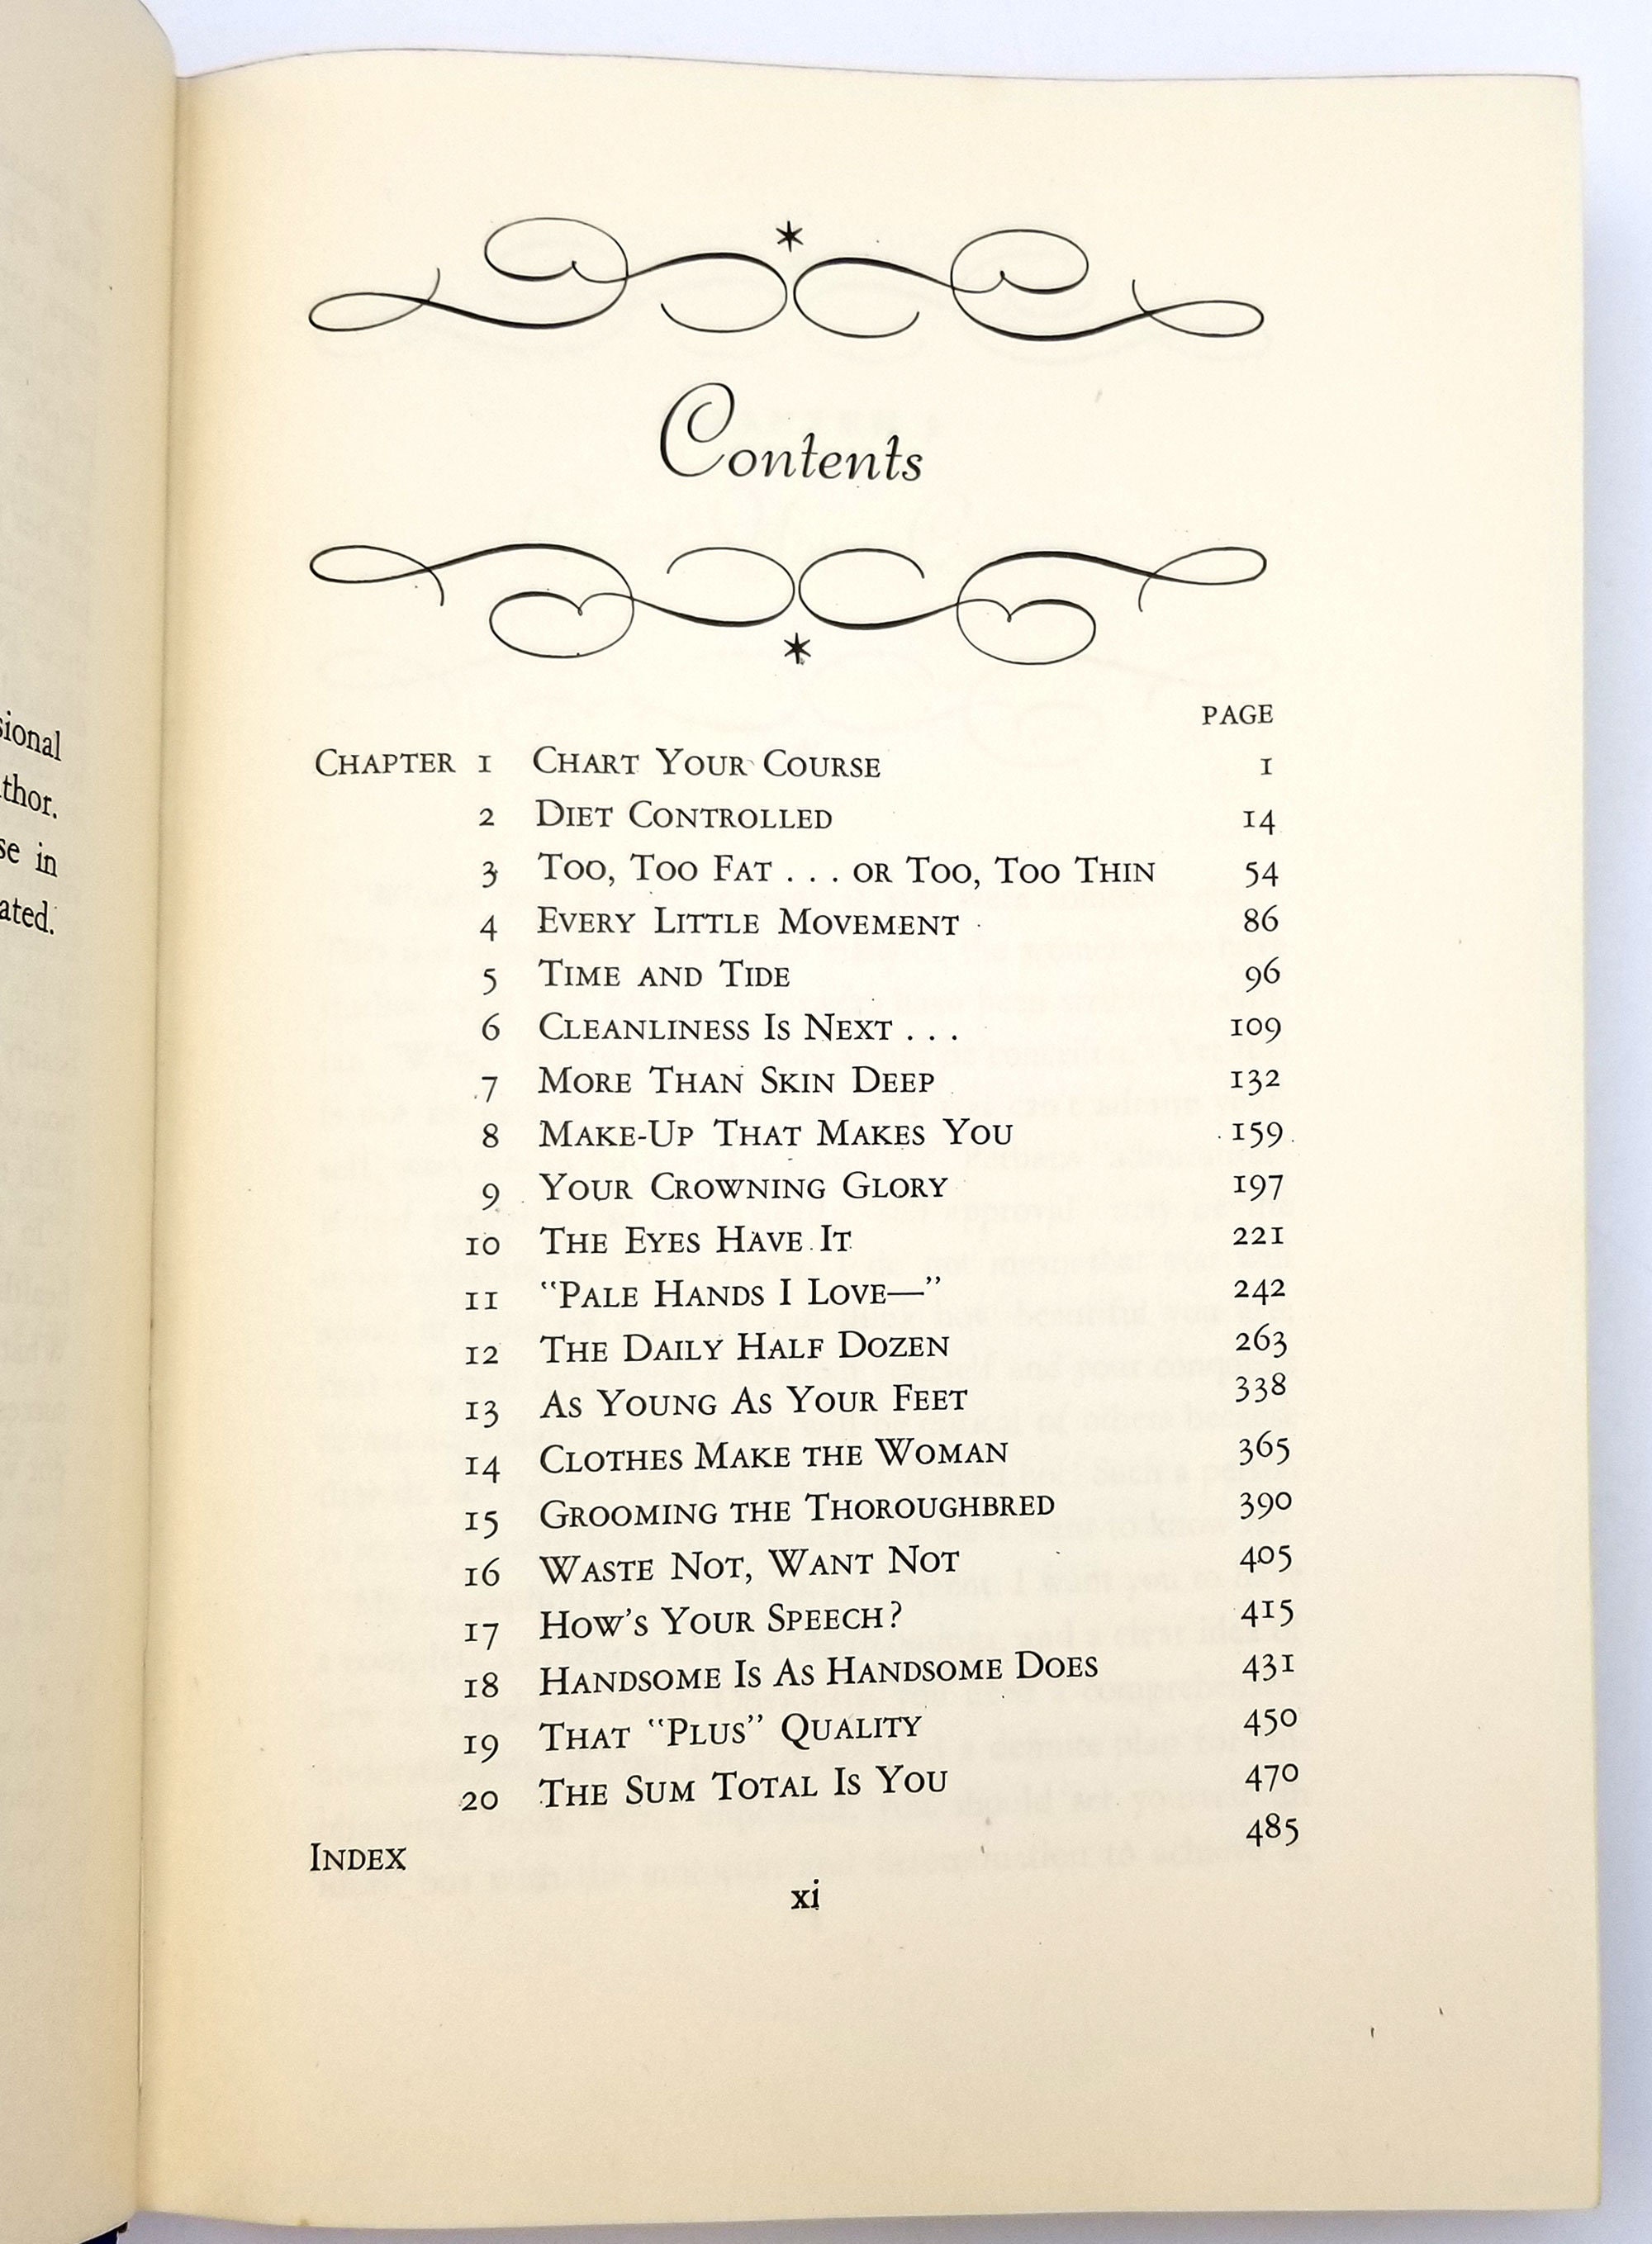 sional
thor.
se in
ated.
Contents
PAGE
CHAPTER 1 CHART YOUR COURSE 1
2 DIET CONTROLLED 14
3 TOO, TOO FAT . . . OR TOO, TOO THIN 54
4 EVERY LITTLE MOVEMENT 86
5 TIME AND TIDE 96
6 CLEANLINESS IS NEXT . . . 109
7 MORE THAN SKIN DEEP 132
8 MAKE-UP THAT MAKES YOU 159
9 YOUR CROWNING GLORY 197
10 THE EYES HAVE IT 221
11 "PALE HANDS I LOVE—" 242
12 THE DAILY HALF DOZEN 263
13 AS YOUNG AS YOUR FEET 338
14 CLOTHES MAKE THE WOMAN 365
15 GROOMING THE THOROUGHBRED 390
16 WASTE NOT, WANT NOT 405
17 HOW'S YOUR SPEECH? 415
18 HANDSOME IS AS HANDSOME DOES 431
19 THAT "PLUS" QUALITY 450
20 THE SUM TOTAL IS YOU 470
INDEX 485
xi